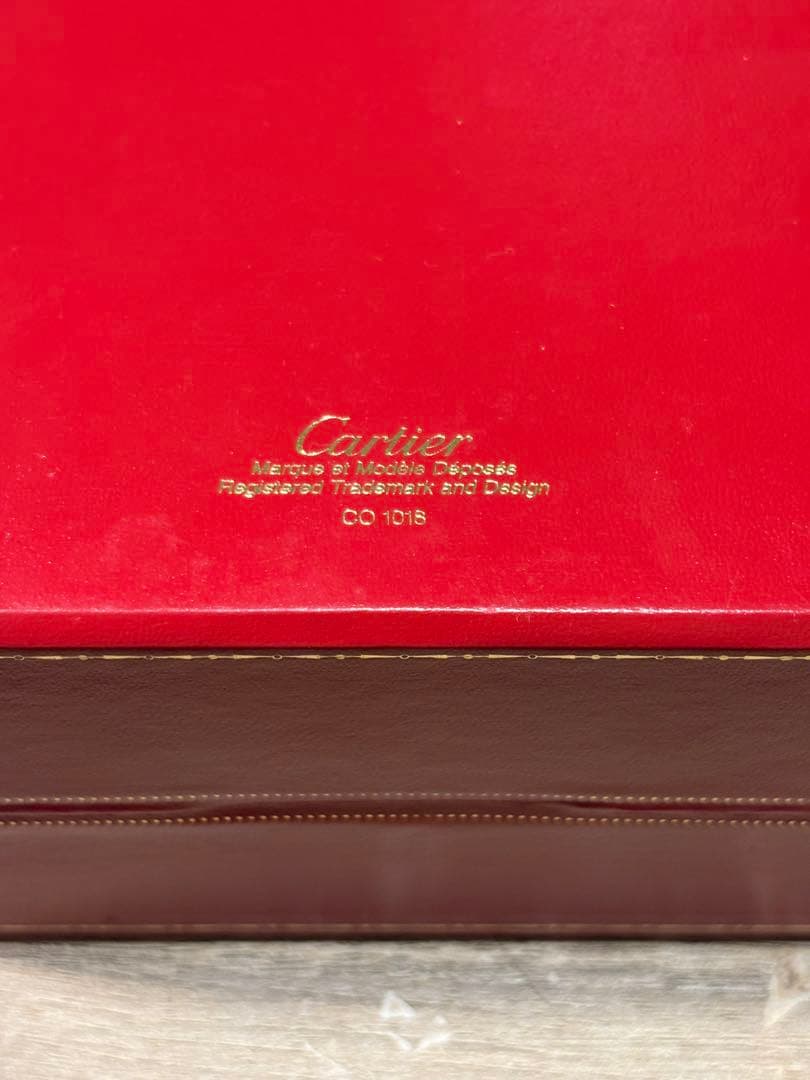 Cartier
Marque et Modèle Déposés
Registered Trademark and Design
CO 1018